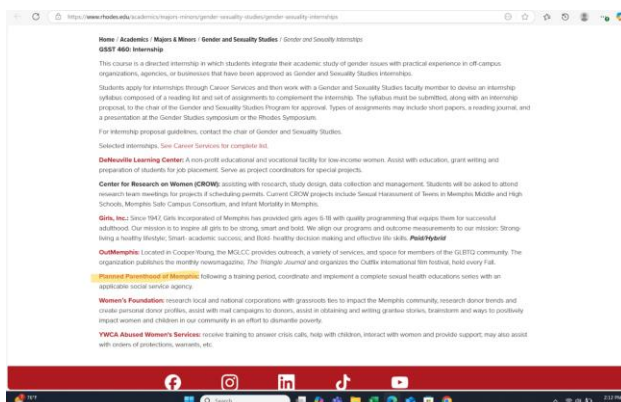 https://www.rhodes.edu/academics/majors-minors/gender-sexuality-studies/gender-sexuality-internships
Home / Academics / Majors & Minors / Gender and Sexuality Studies / Gender and Sexuality Internships
GSST 460: Internship
This course is a directed internship in which students integrate their academic study of gender issues with practical experience in off-campus
organizations, agencies, or businesses that have been approved as Gender and Sexuality Studies internships.
Students apply for internships through Career Services and then work with a Gender and Sexuality Studies faculty member to devise an internship
syllabus composed of a reading list and set of assignments to complement the internship. The syllabus must be submitted, along with an internship
proposal, to the chair of the Gender and Sexuality Studies Program for approval. Types of assignments may include short papers, a reading journal, and
a presentation at the Gender Studies symposium or the Rhodes Symposium.
For internship proposal guidelines, contact the chair of Gender and Sexuality Studies.
Selected internships. See Career Services for complete list.
DeNeuville Learning Center: A non-profit educational and vocational facility for low-income women. Assist with education, grant writing and
preparation of students for job placement. Serve as project coordinators for special projects.
Center for Research on Women (CROW): assisting with research, study design, data collection and management. Students will be asked to attend
research team meetings for projects if scheduling permits. Current CROW projects include Sexual Harassment of Teens in Memphis Middle and High
Schools, Memphis Safe Campus Consortium, and Infant Mortality in Memphis.
Girls, Inc.: Since 1947, Girls Incorporated of Memphis has provided girls ages 6-18 with quality programming that equips them for successful
adulthood. Our mission is to inspire all girls to be strong, smart and bold. We align our programs and outcome measurements to our mission: Strong-
living a healthy lifestyle; Smart- academic success; and Bold- healthy decision making and effective life skills. Paid/Hybrid
OutMemphis: Located in Cooper-Young, the MGLCC provides outreach, a variety of services, and space for members of the GLBTQ community. The
organization publishes the monthly newsmagazine, The Triangle Journal and organizes the Outflix international film festival, held every Fall.
Planned Parenthood of Memphis: following a training period, coordinate and implement a complete sexual health educations series with an
applicable social service agency.
Women's Foundation: research local and national corporations with grassroots ties to impact the Memphis community, research donor trends and
create personal donor profiles, assist with mail campaigns to donors, assist in obtaining and writing grantee stories, brainstorm and ways to positively
impact women and children in our community in an effort to dismantle poverty.
YWCA Abused Women's Services: receive training to answer crisis calls, help with children, interact with women and provide support; may also assist
with orders of protections, warrants, etc.
Search
2:12 PM